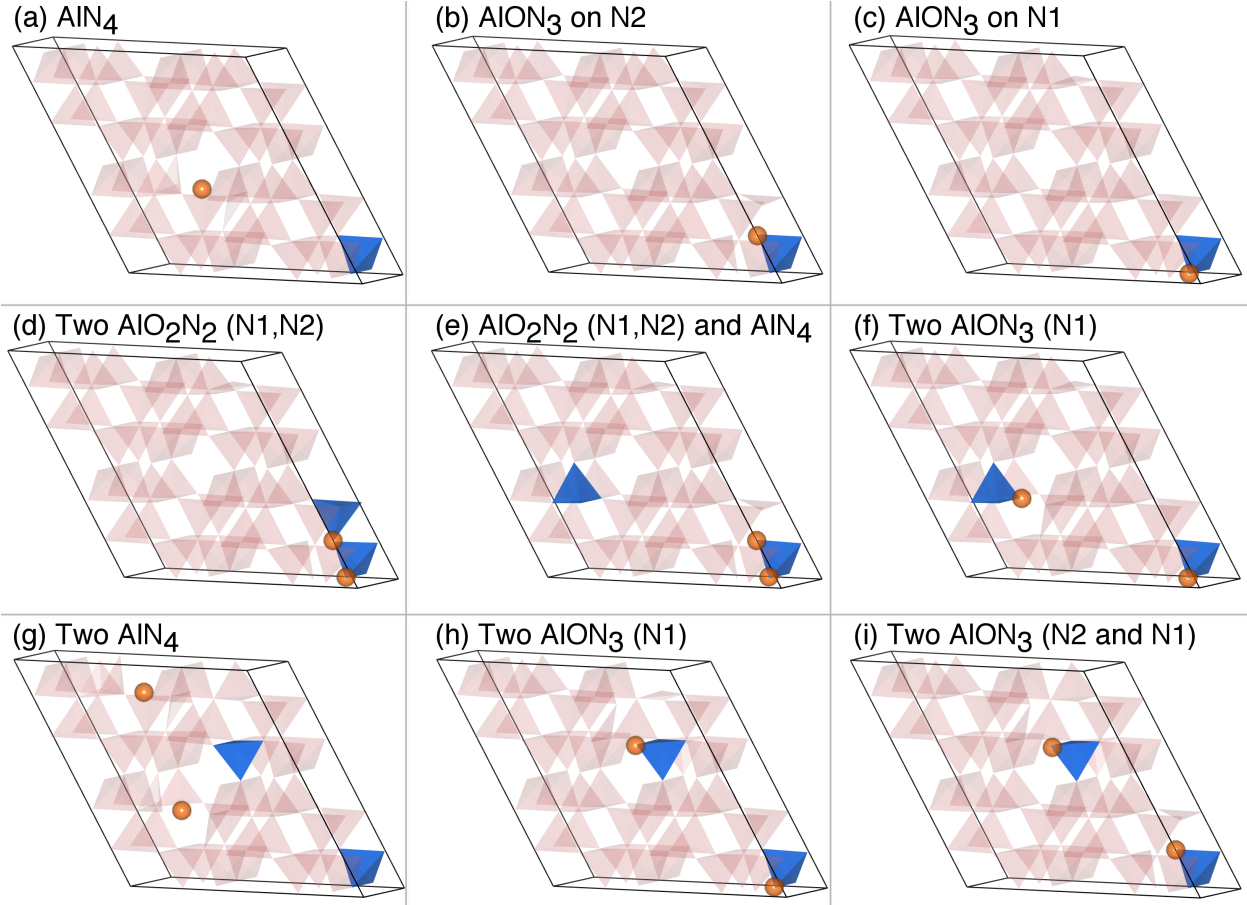 (a) AlN₄
(b) AlON₃ on N2
(c) AlON₃ on N1
(d) Two AlO₂N₂ (N1,N2)
(e) AlO₂N₂ (N1,N2) and AlN₄
(f) Two AlON₃ (N1)
(g) Two AlN₄
(h) Two AlON₃ (N1)
(i) Two AlON₃ (N2 and N1)